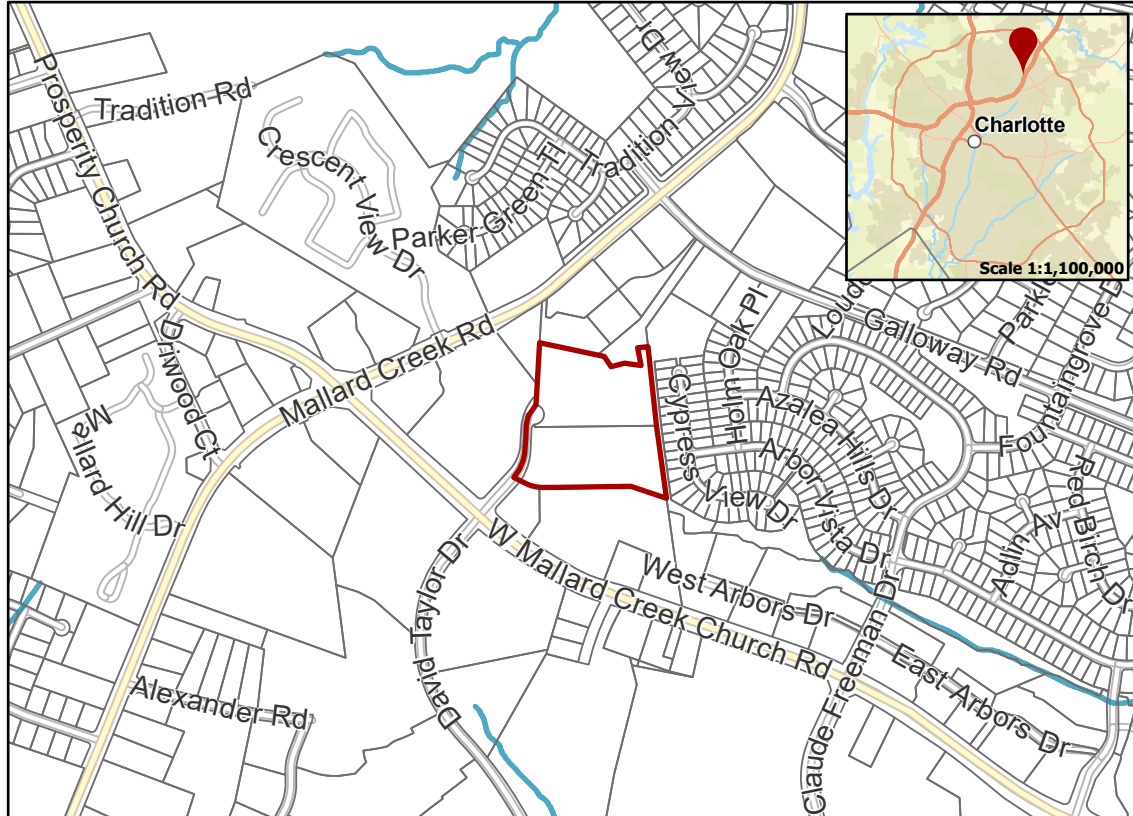 Prosperity Church Rd
Tradition Rd
Crescent View Dr
Parker Green Trl
Tradition View Dr
Charlotte
Scale 1:1,100,000
Driwood Ct
Mallard Hill Dr
Mallard Creek Rd
Galloway Rd
Fountaingrove
Holm Oak Pl
Cypress View Dr
Azalea Hills Dr
Arbor Vista Dr
Adlin Av
Red Birch Dr
W Mallard Creek Church Rd
West Arbors Dr
East Arbors Dr
David Taylor Dr
Claude Freeman Dr
Alexander Rd